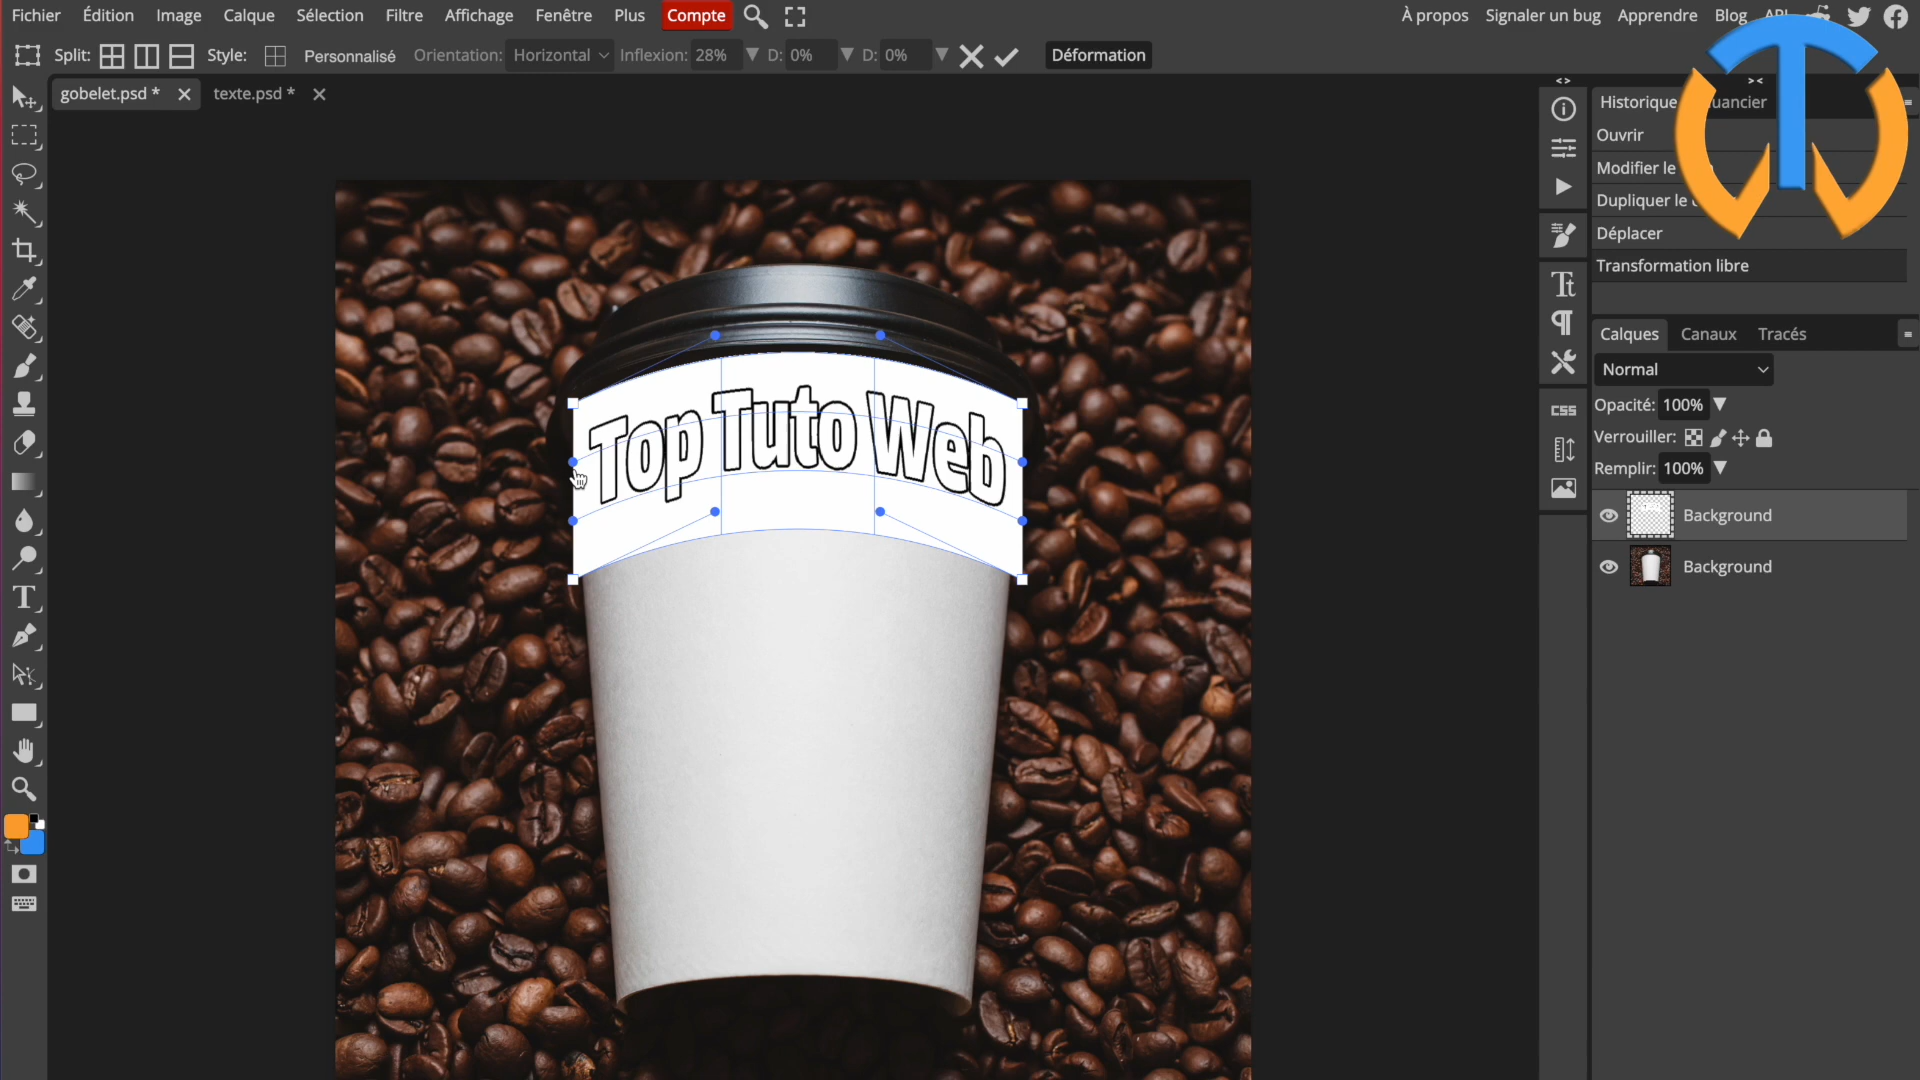 Fichier Édition Image Calque Sélection Filtre Affichage Fenêtre Plus Compte À propos Signaler un bug Apprendre Blog
Split: Style: Personnalisé Orientation: Horizontal Inflexion: 28% D: 0% D: 0% Déformation
gobelet.psd * texte.psd *
Historique
Ouvrir
Modifier le
Dupliquer le
Déplacer
Transformation libre
Top Tuto Web
CSS
Calques Canaux Tracés
Normal
Opacité: 100%
Verrouiller:
Remplir: 100%
Background
Background